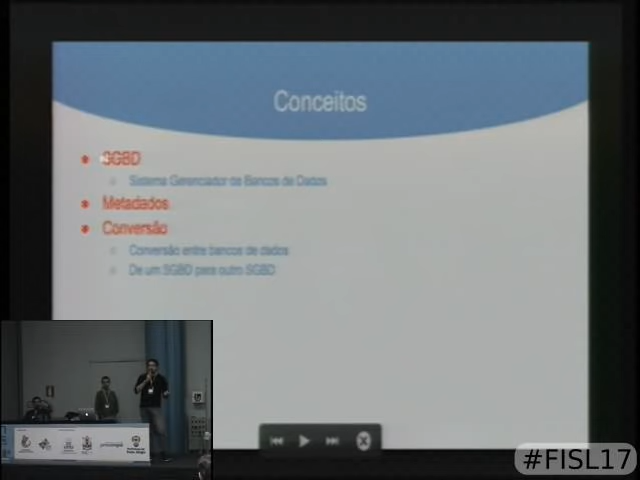 Conceitos
SGBD
Sistema Gerenciador de Bancos de Dados
Metadados
Conversão
Conversão entre bancos de dados
De um SGBD para outro SGBD
#FISL17